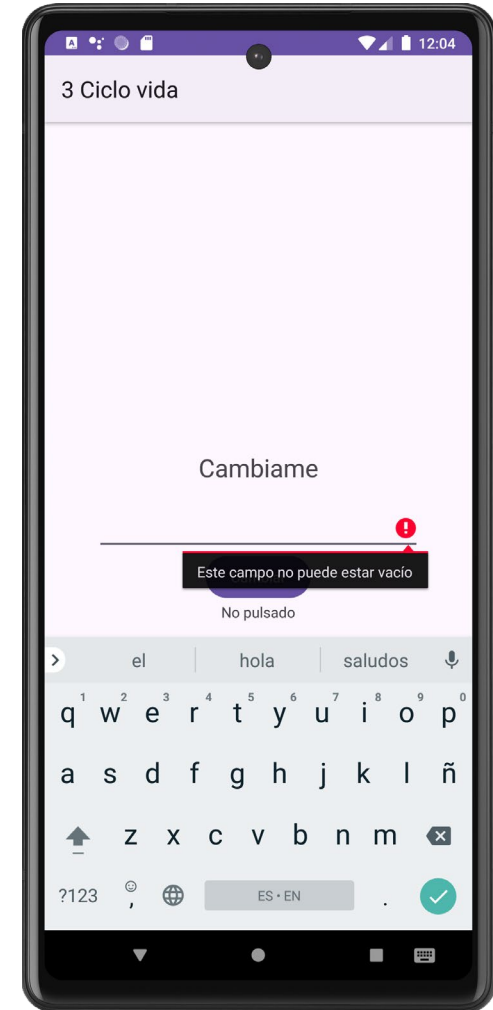 12:04
3 Ciclo vida
Cambiame
Este campo no puede estar vacío
No pulsado
el hola saludos
1 2 3 4 5 6 7 8 9 0
q w e r t y u i o p
a s d f g h j k l ñ
z x c v b n m
?123 , ES • EN .